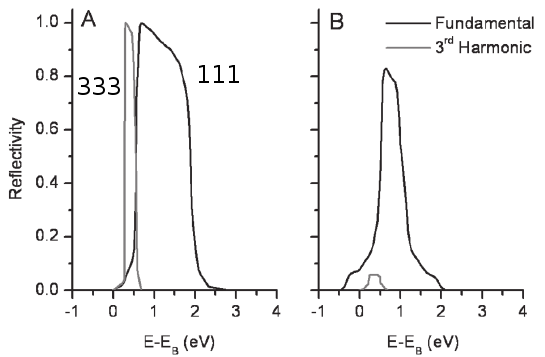 A
B
Fundamental
3rd Harmonic
333
111
Reflectivity
1.0
0.8
0.6
0.4
0.2
0.0
-1 0 1 2 3 4
-1 0 1 2 3 4
E-EB (eV)
E-EB (eV)